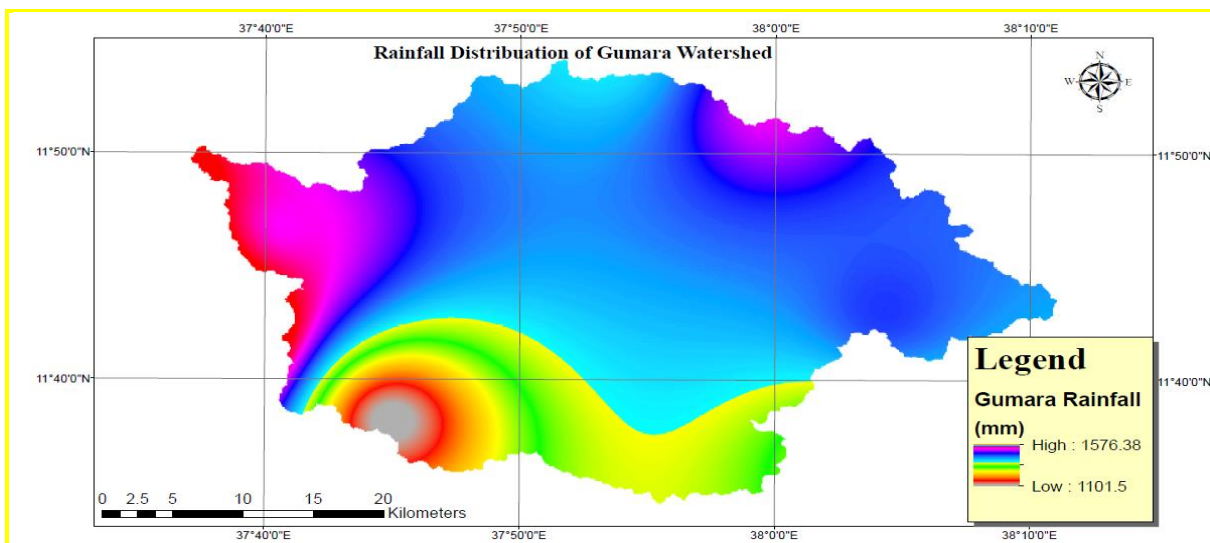 37°40'0"E 37°50'0"E 38°0'0"E 38°10'0"E
Rainfall Distribuation of Gumara Watershed
N
W E
S
11°50'0"N 11°50'0"N
11°40'0"N 11°40'0"N
Legend
Gumara Rainfall
(mm)
High : 1576.38
Low : 1101.5
0 2.5 5 10 15 20
Kilometers
37°40'0"E 37°50'0"E 38°0'0"E 38°10'0"E